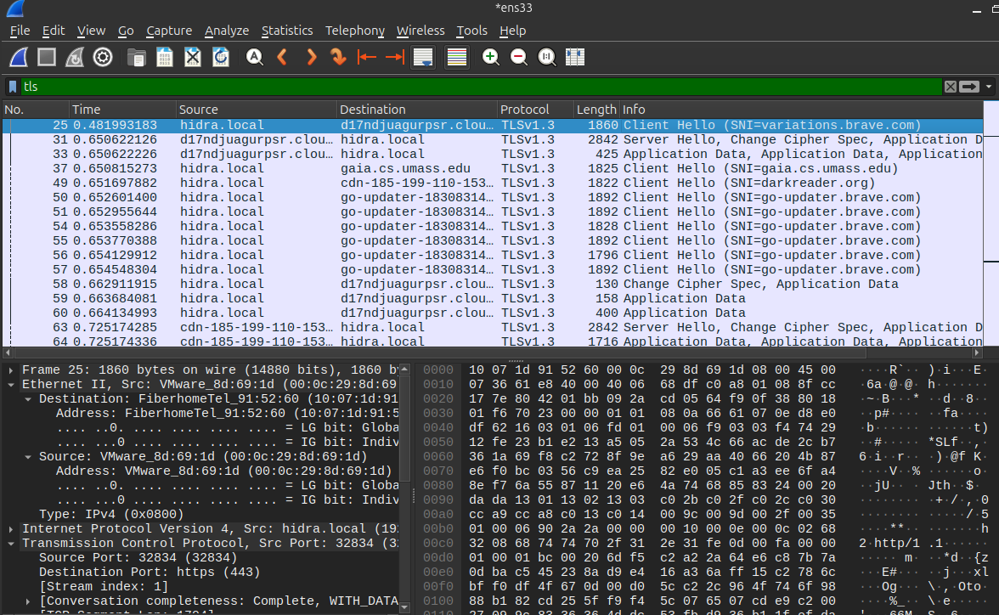 *ens33
File Edit View Go Capture Analyze Statistics Telephony Wireless Tools Help
tls
No. Time Source Destination Protocol Length Info
25 0.481993183 hidra.local d17ndjuagurpsr.clou… TLSv1.3 1860 Client Hello (SNI=variations.brave.com)
31 0.650622126 d17ndjuagurpsr.clou… hidra.local TLSv1.3 2842 Server Hello, Change Cipher Spec, Application D
33 0.650622226 d17ndjuagurpsr.clou… hidra.local TLSv1.3 425 Application Data, Application Data, Application
37 0.650815273 hidra.local gaia.cs.umass.edu TLSv1.3 1825 Client Hello (SNI=gaia.cs.umass.edu)
49 0.651697882 hidra.local cdn-185-199-110-153… TLSv1.3 1822 Client Hello (SNI=darkreader.org)
50 0.652601400 hidra.local go-updater-18308314… TLSv1.3 1892 Client Hello (SNI=go-updater.brave.com)
51 0.652955644 hidra.local go-updater-18308314… TLSv1.3 1892 Client Hello (SNI=go-updater.brave.com)
54 0.653558286 hidra.local go-updater-18308314… TLSv1.3 1828 Client Hello (SNI=go-updater.brave.com)
55 0.653770388 hidra.local go-updater-18308314… TLSv1.3 1892 Client Hello (SNI=go-updater.brave.com)
56 0.654129912 hidra.local go-updater-18308314… TLSv1.3 1796 Client Hello (SNI=go-updater.brave.com)
57 0.654548304 hidra.local go-updater-18308314… TLSv1.3 1892 Client Hello (SNI=go-updater.brave.com)
58 0.662911915 hidra.local d17ndjuagurpsr.clou… TLSv1.3 130 Change Cipher Spec, Application Data
59 0.663684081 hidra.local d17ndjuagurpsr.clou… TLSv1.3 158 Application Data
60 0.664134993 hidra.local d17ndjuagurpsr.clou… TLSv1.3 400 Application Data
63 0.725174285 cdn-185-199-110-153… hidra.local TLSv1.3 2842 Server Hello, Change Cipher Spec, Application D
64 0.725174336 cdn-185-199-110-153… hidra.local TLSv1.3 1716 Application Data, Application Data, Application
Frame 25: 1860 bytes on wire (14880 bits), 1860 b
Ethernet II, Src: VMware_8d:69:1d (00:0c:29:8d:69
Destination: FiberhomeTel_91:52:60 (10:07:1d:91
Address: FiberhomeTel_91:52:60 (10:07:1d:91:5
.... ..0. .... .... .... .... = LG bit: Globa
.... ...0 .... .... .... .... = IG bit: Indiv
Source: VMware_8d:69:1d (00:0c:29:8d:69:1d)
Address: VMware_8d:69:1d (00:0c:29:8d:69:1d)
.... ..0. .... .... .... .... = LG bit: Globa
.... ...0 .... .... .... .... = IG bit: Indiv
Type: IPv4 (0x0800)
Internet Protocol Version 4, Src: hidra.local (19
Transmission Control Protocol, Src Port: 32834 (3
Source Port: 32834 (32834)
Destination Port: https (443)
[Stream index: 1]
[Conversation completeness: Complete, WITH_DATA
0000 10 07 1d 91 52 60 00 0c 29 8d 69 1d 08 00 45 00
0010 07 36 61 e8 40 00 40 06 68 df c0 a8 01 08 8f cc
0020 17 7e 80 42 01 bb 09 2a cd 05 64 f9 0f 38 80 18
0030 01 f6 70 23 00 00 01 01 08 0a 66 61 07 0e d8 e0
0040 df 62 16 03 01 06 fd 01 00 06 f9 03 03 f4 74 29
0050 12 fe 23 b1 e2 13 a5 05 2a 53 4c 66 ac de 2c b7
0060 36 1a 69 f8 c2 72 8f 9e a6 29 aa 40 66 20 4b 87
0070 e6 f0 bc 03 56 c9 ea 25 82 e0 05 c1 a3 ee 6f a4
0080 8e f7 6a 55 87 11 20 e6 4a 74 68 85 83 24 00 20
0090 da da 13 01 13 02 13 03 c0 2b c0 2f c0 2c c0 30
00a0 cc a9 cc a8 c0 13 c0 14 00 9c 00 9d 00 2f 00 35
00b0 01 00 06 90 2a 2a 00 00 00 10 00 0e 00 0c 02 68
00c0 32 08 68 74 74 70 2f 31 2e 31 fe 0d 00 fa 00 00
00d0 01 00 01 bc 00 20 6d f5 c2 a2 2a 64 e6 c8 7b 7a
00e0 0d ba c5 45 23 8a d9 e4 16 a3 6a ff 15 c2 78 6c
00f0 bf f0 df 4f 67 0d 00 d0 5c c2 2c 96 4f 74 6f 98
0100 88 b1 82 cd 25 5f f9 f4 5c 07 65 07 cd e9 c2 00